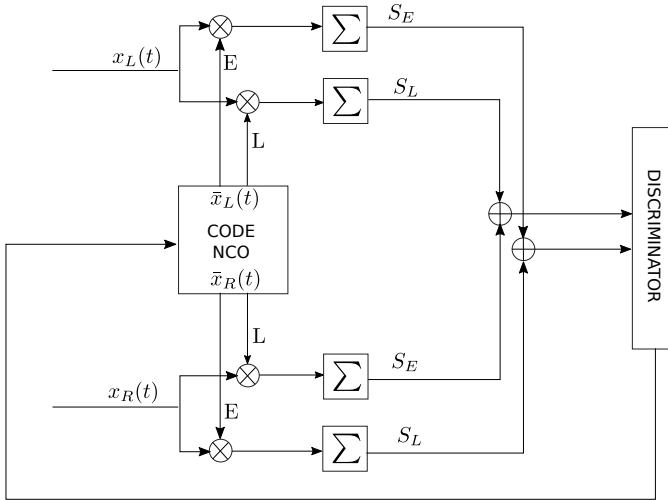 S_E
x_L(t)
E
∑
S_L
∑
L
x̄_L(t)
CODE
NCO
x̄_R(t)
DISCRIMINATOR
L
S_E
∑
x_R(t)
E
S_L
∑